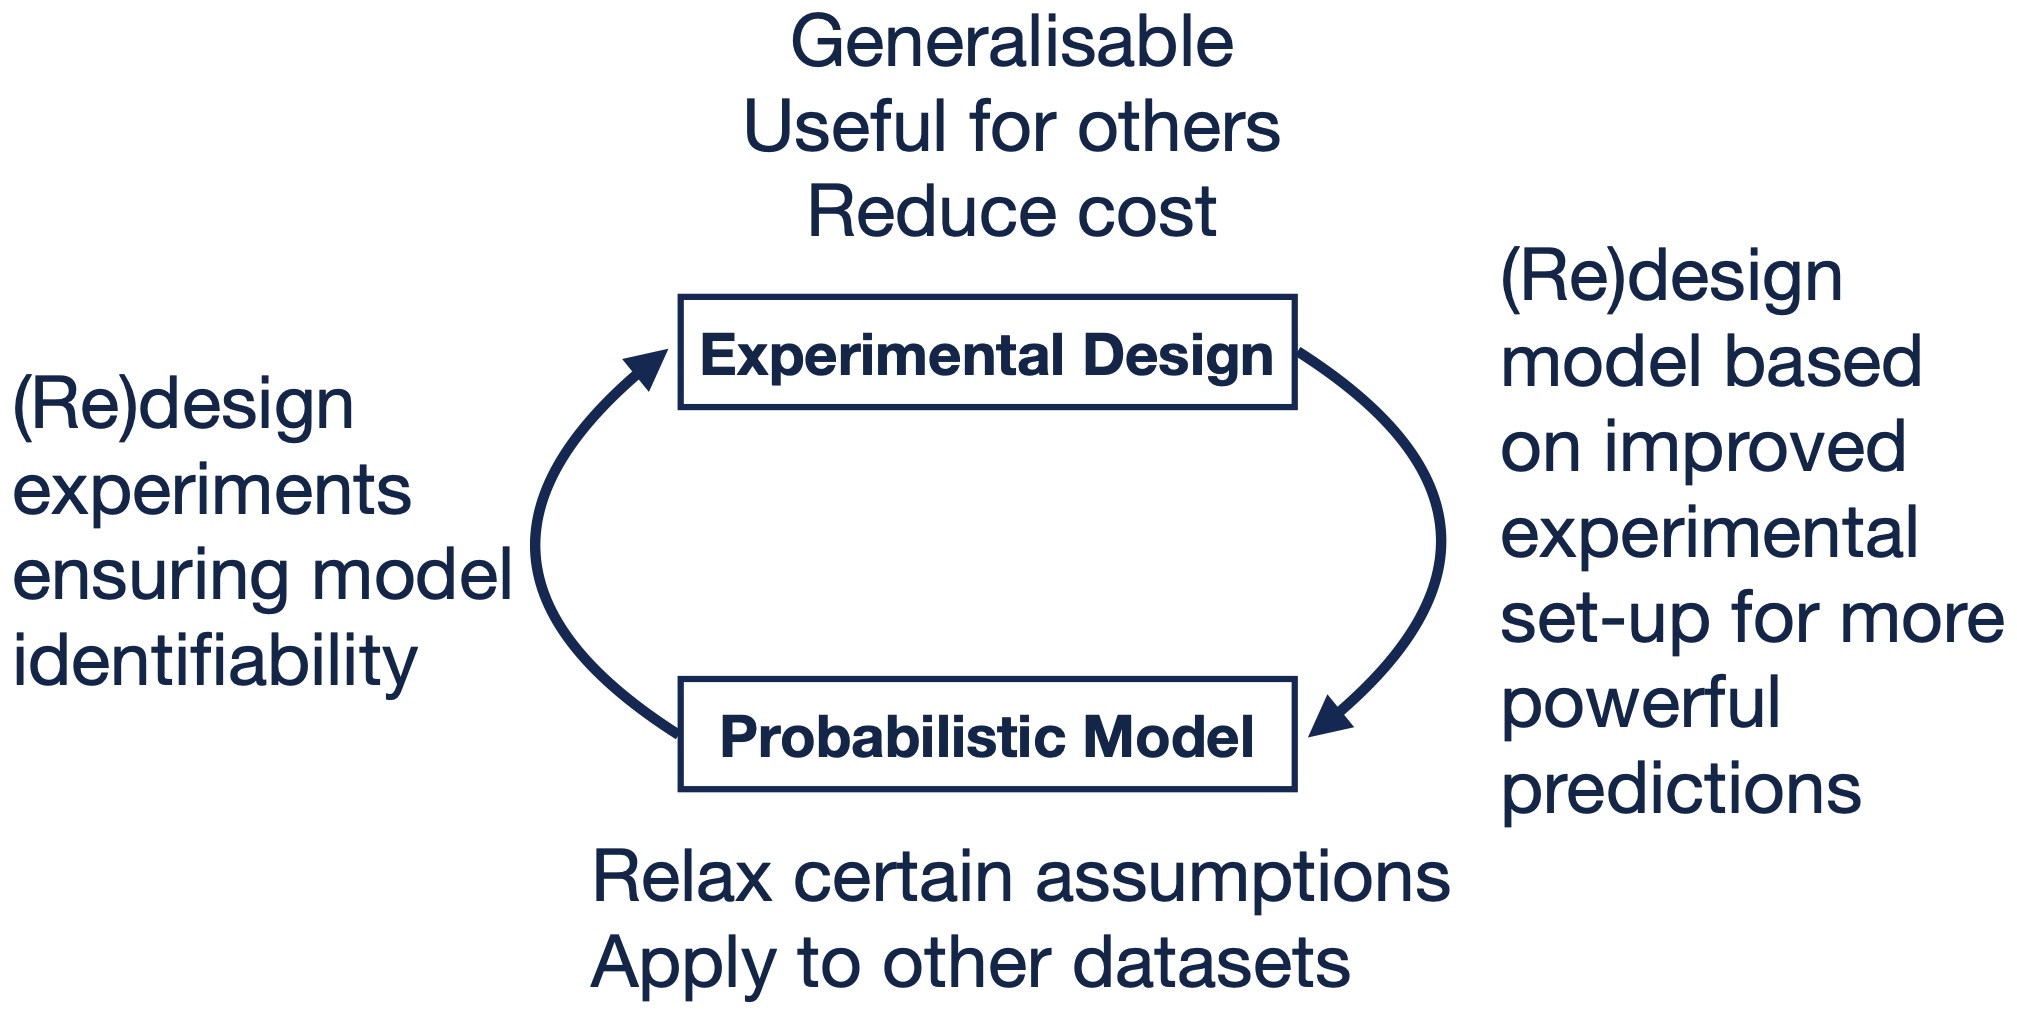 Generalisable
Useful for others
Reduce cost
Experimental Design
(Re)design
experiments
ensuring model
identifiability
(Re)design
model based
on improved
experimental
set-up for more
powerful
predictions
Probabilistic Model
Relax certain assumptions
Apply to other datasets